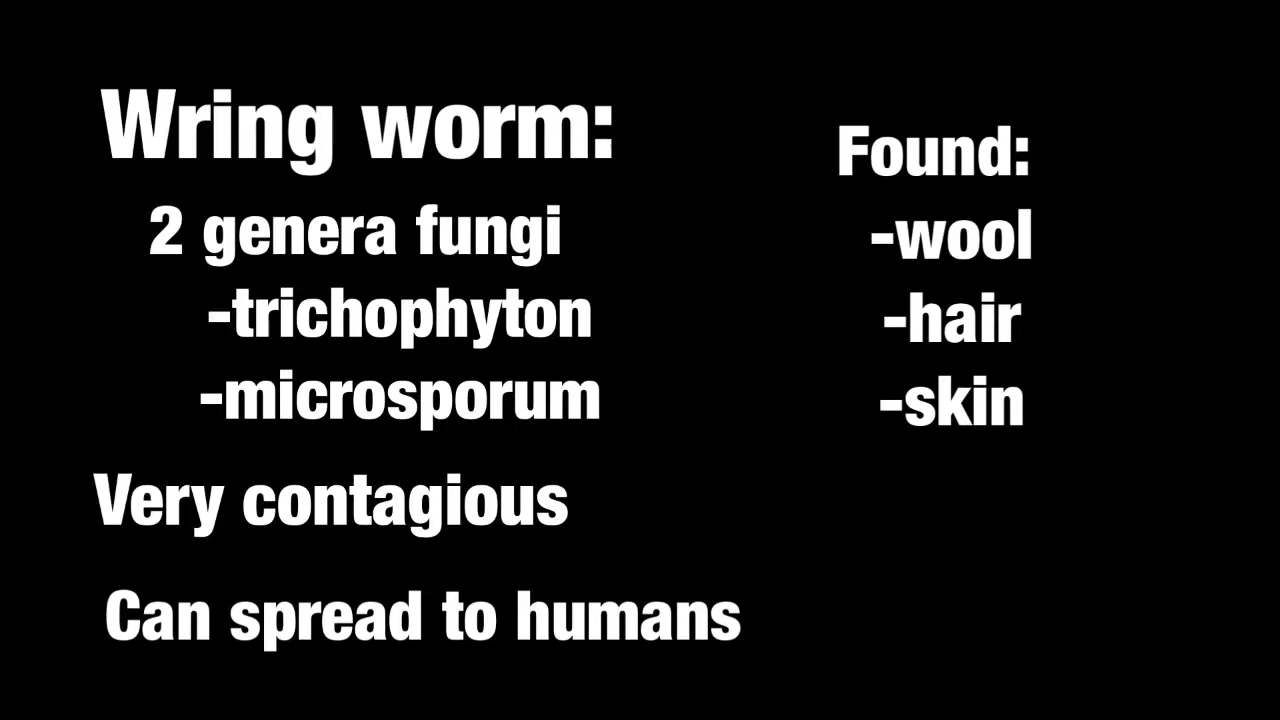 Wring worm:
2 genera fungi
-trichophyton
-microsporum
Very contagious
Can spread to humans
Found:
-wool
-hair
-skin